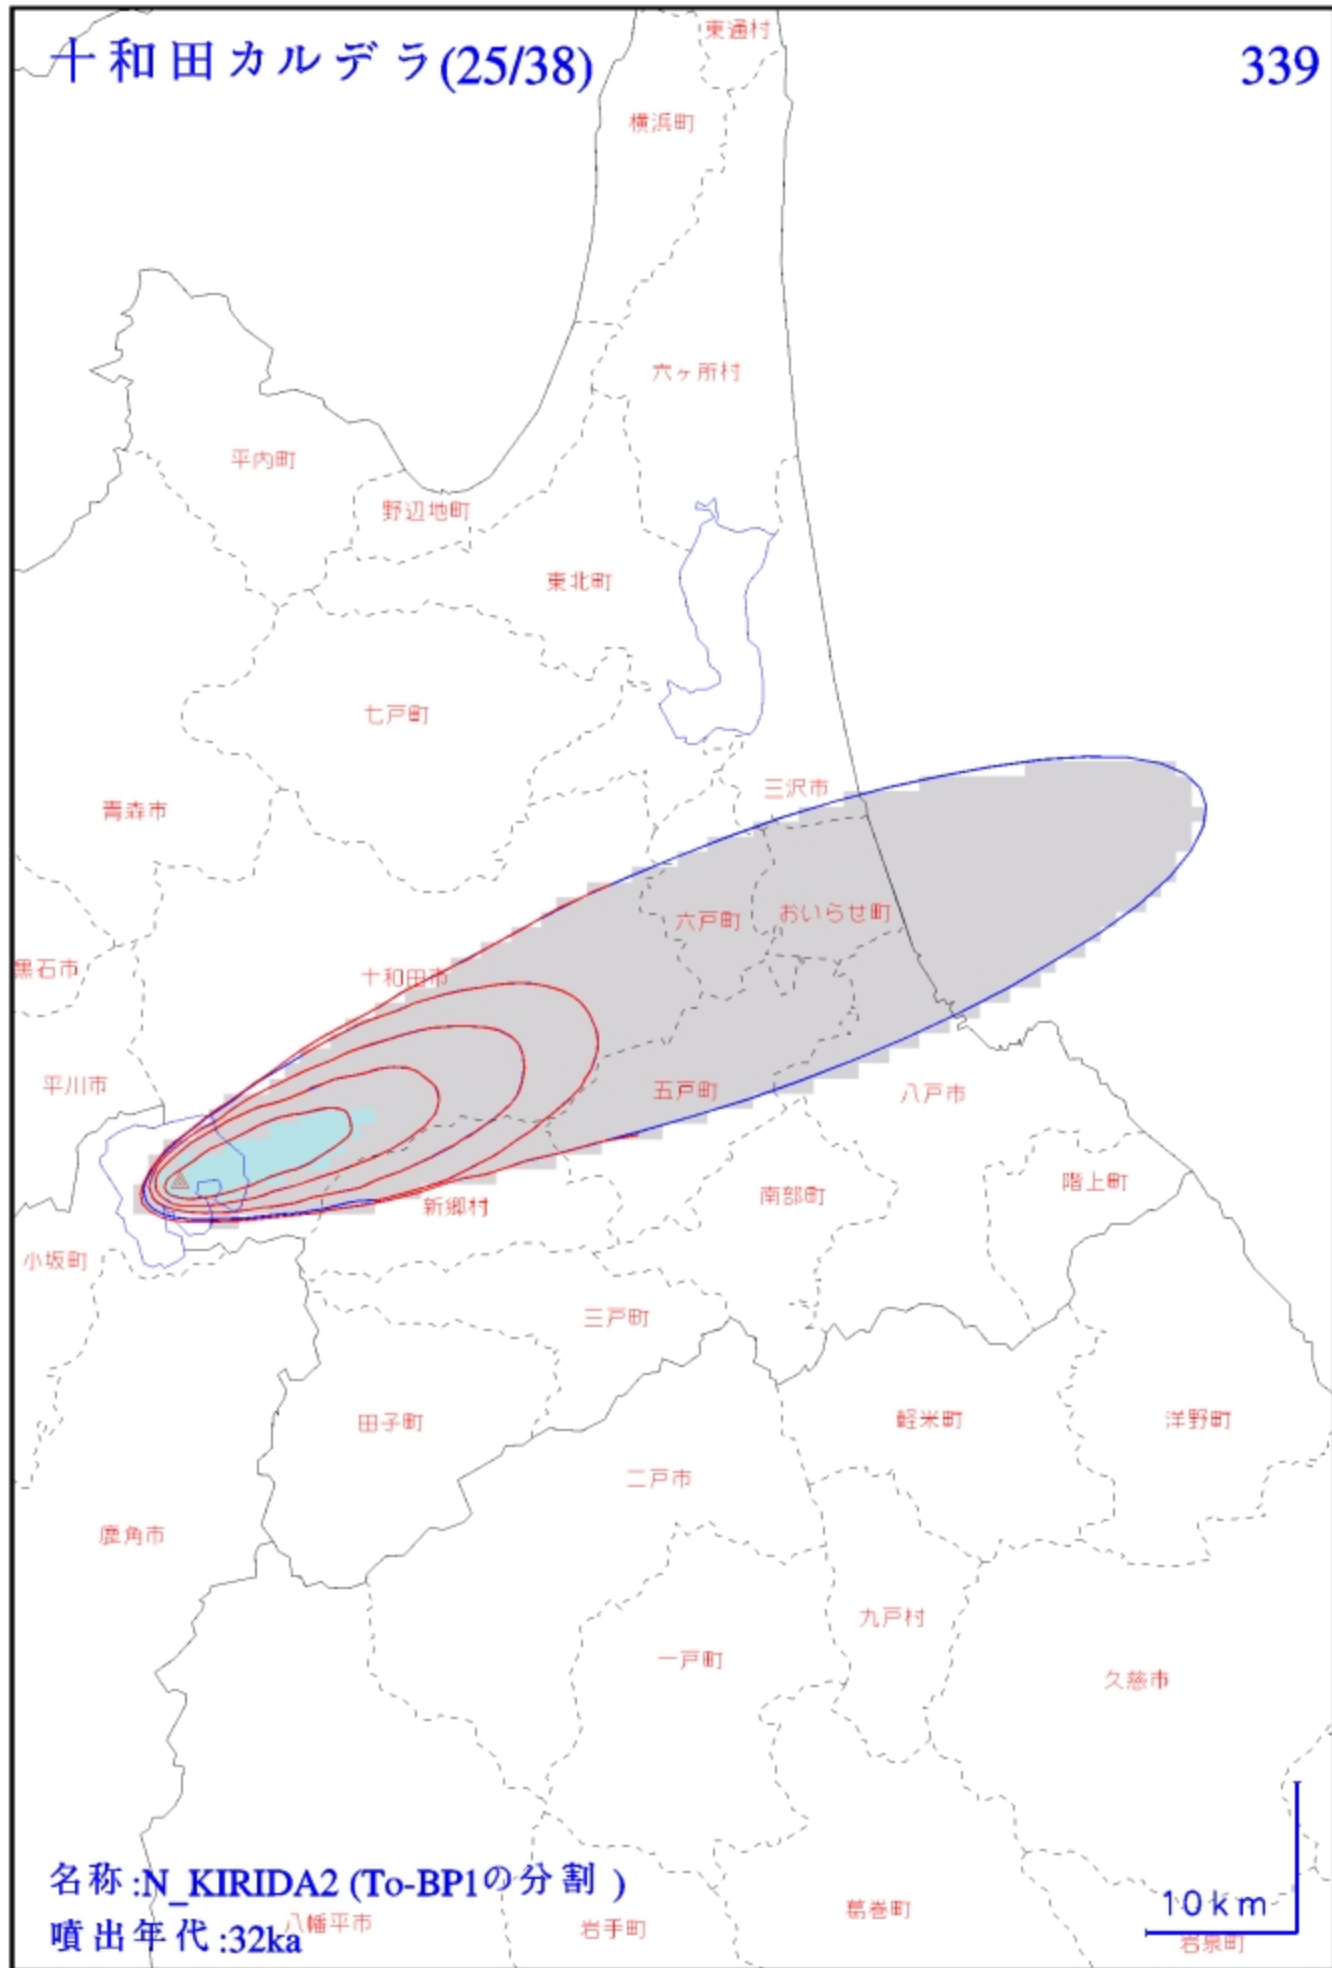 十和田カルデラ(25/38)
339
東通村
横浜町
六ヶ所村
平内町
野辺地町
東北町
七戸町
三沢市
青森市
六戸町
おいらせ町
黒石市
十和田市
平川市
五戸町
八戸市
階上町
南部町
新郷村
小坂町
三戸町
田子町
軽米町
洋野町
二戸市
鹿角市
九戸村
一戸町
久慈市
名称:N_KIRIDA2 (To-BP1の分割 )
10km
葛巻町
八幡平市
岩手町
噴出年代:32ka
岩泉町